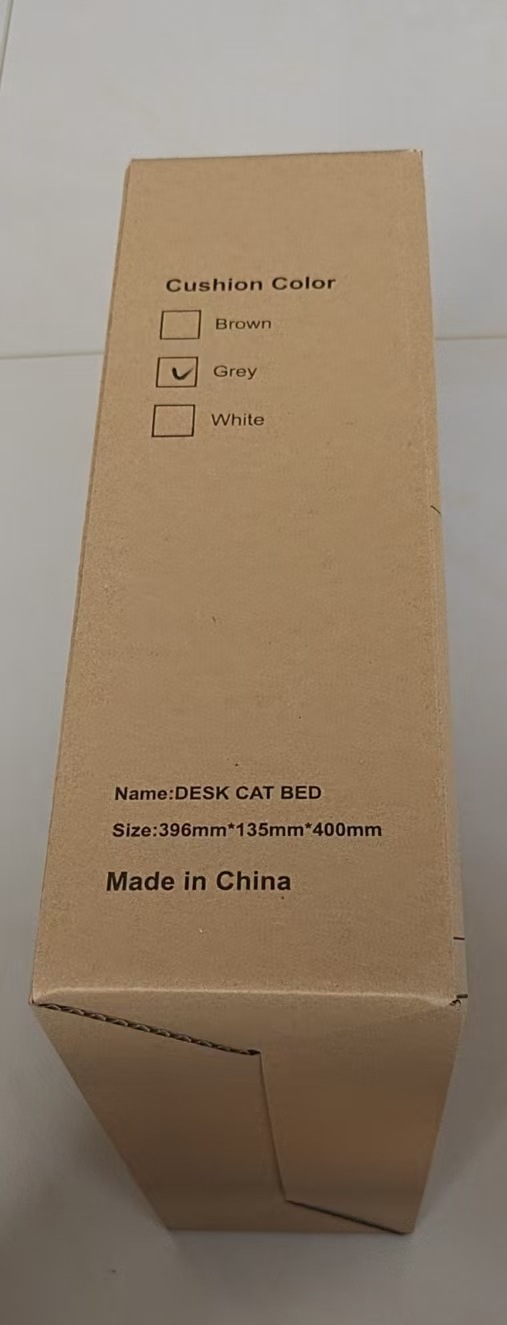 Cushion Color
Brown
Grey
White
Name:DESK CAT BED
Size:396mm*135mm*400mm
Made in China